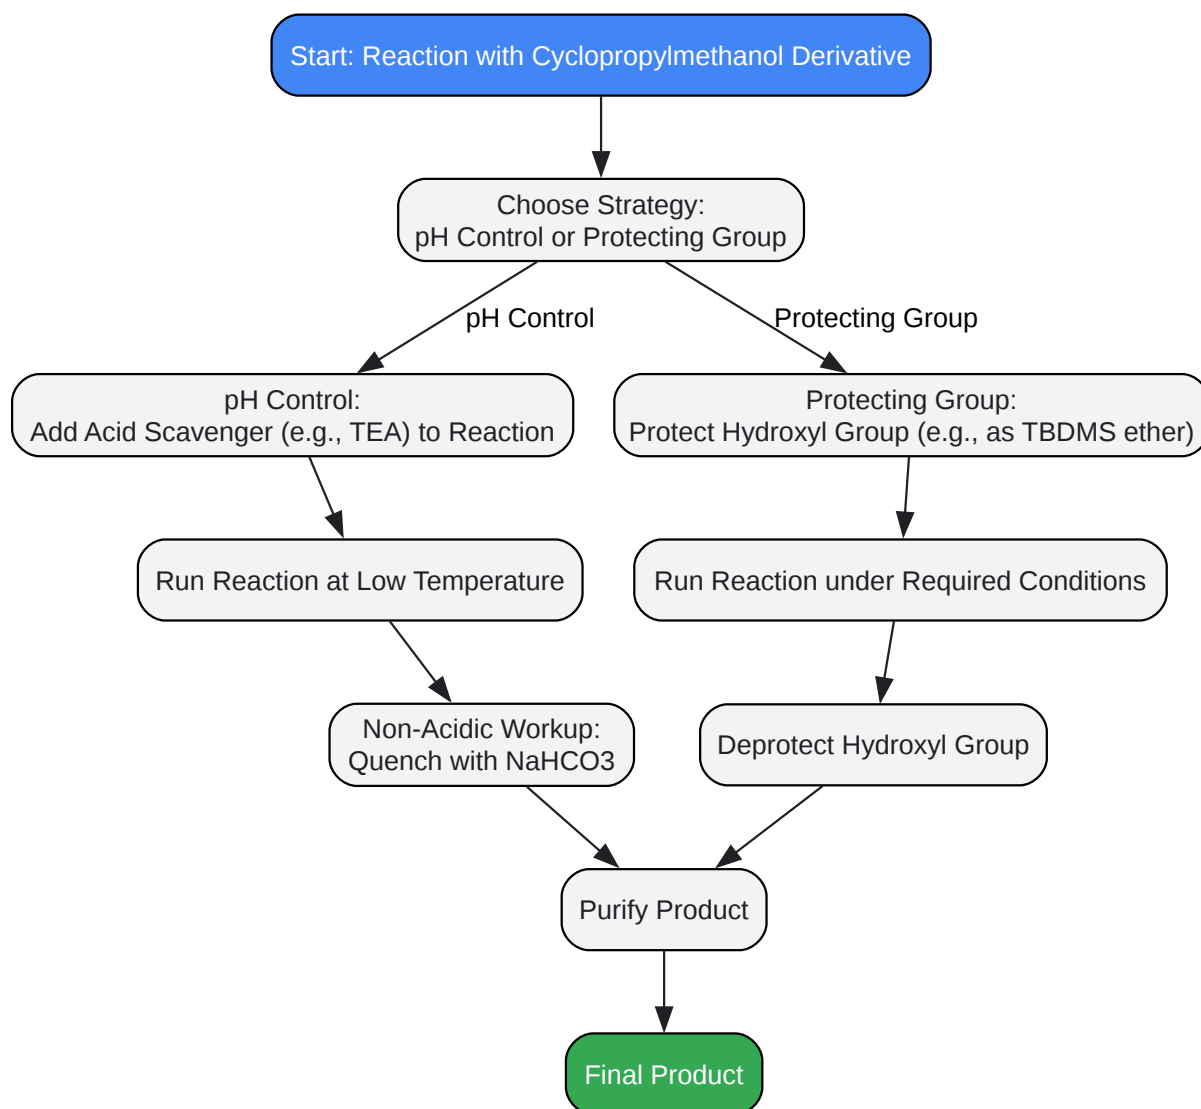 Start: Reaction with Cyclopropylmethanol Derivative
Choose Strategy:
pH Control or Protecting Group
pH Control
Protecting Group
pH Control:
Add Acid Scavenger (e.g., TEA) to Reaction
Protecting Group:
Protect Hydroxyl Group (e.g., as TBDMS ether)
Run Reaction at Low Temperature
Run Reaction under Required Conditions
Non-Acidic Workup:
Quench with NaHCO3
Deprotect Hydroxyl Group
Purify Product
Final Product